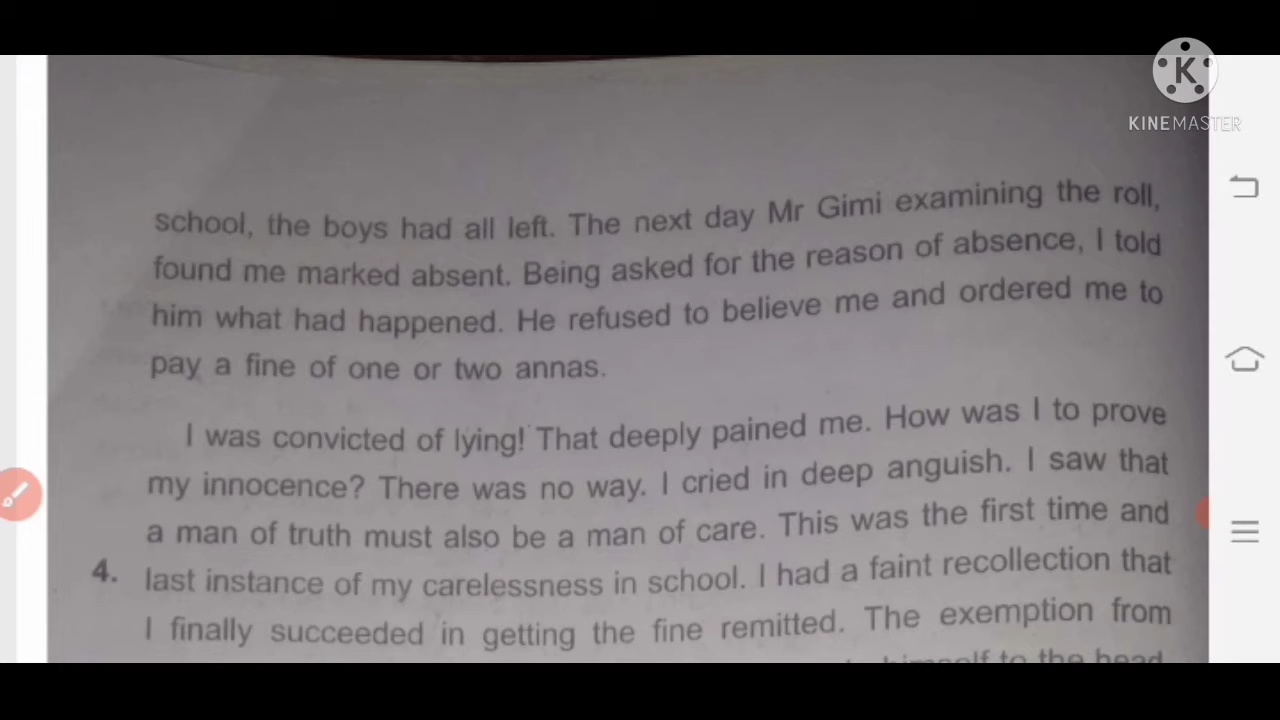 KINEMASTER
school, the boys had all left. The next day Mr Gimi examining the roll,
found me marked absent. Being asked for the reason of absence, I told
him what had happened. He refused to believe me and ordered me to
pay a fine of one or two annas.
I was convicted of lying! That deeply pained me. How was I to prove
my innocence? There was no way. I cried in deep anguish. I saw that
a man of truth must also be a man of care. This was the first time and
4. last instance of my carelessness in school. I had a faint recollection that
I finally succeeded in getting the fine remitted. The exemption from
himself to the head